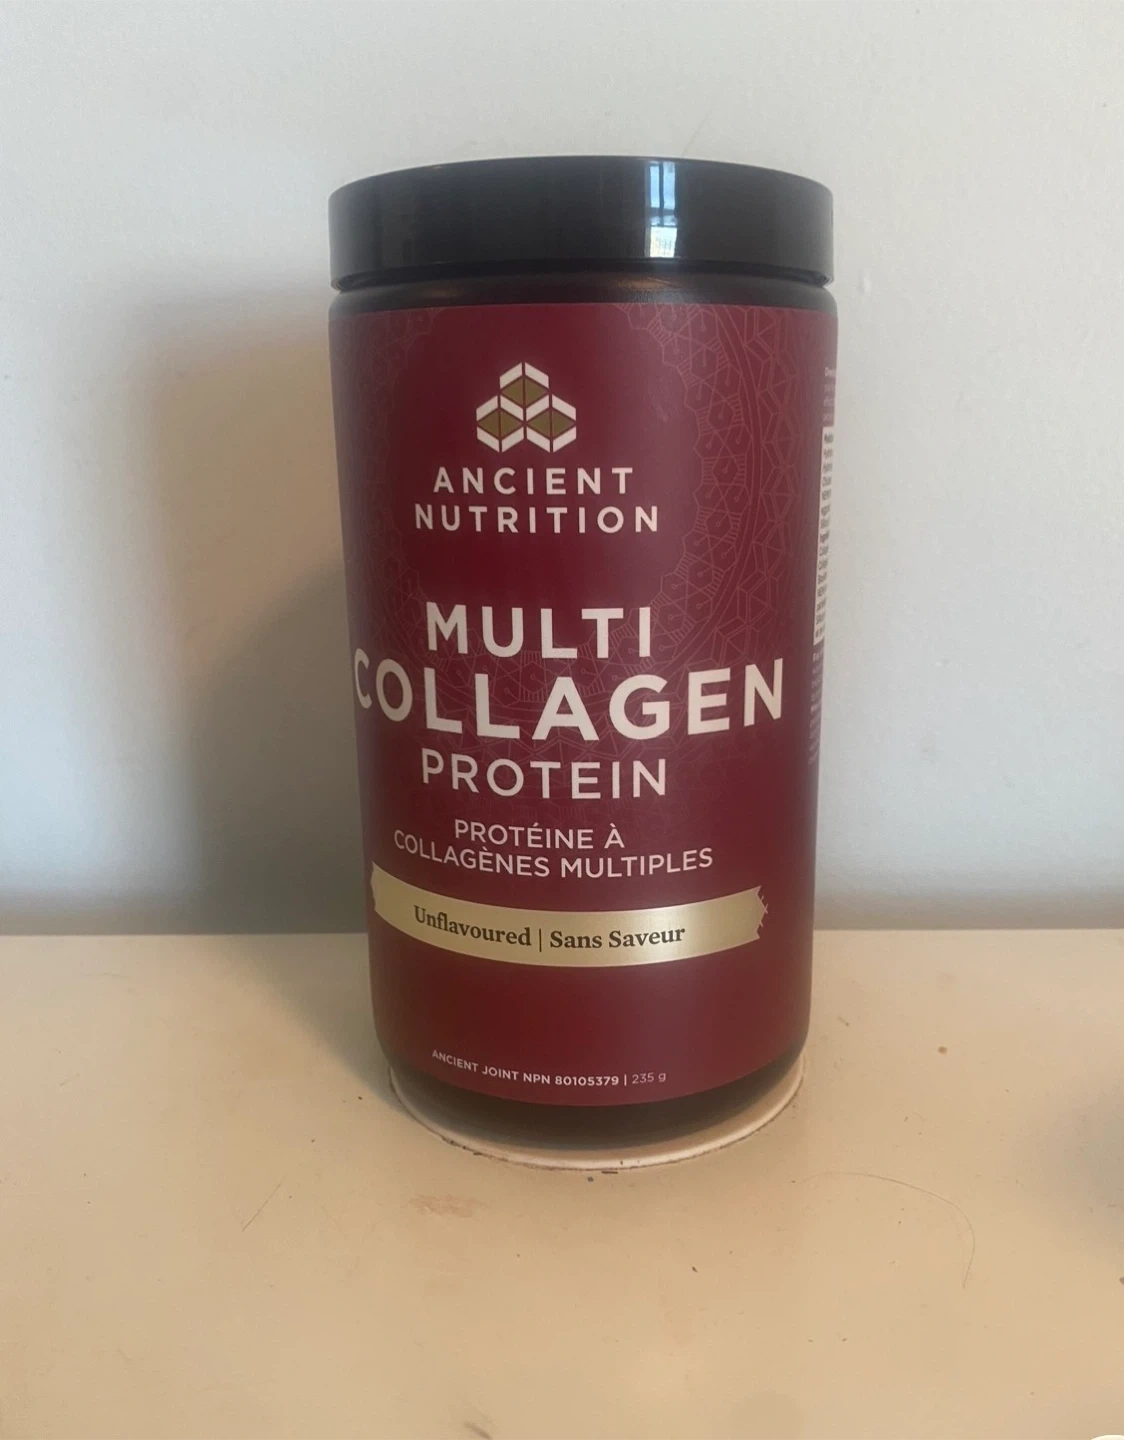 ANCIENT
NUTRITION
MULTI
COLLAGEN
PROTEIN
PROTÉINE À
COLLAGÈNES MULTIPLES
Unflavoured | Sans Saveur
ANCIENT JOINT NPN 80105379 | 235 g